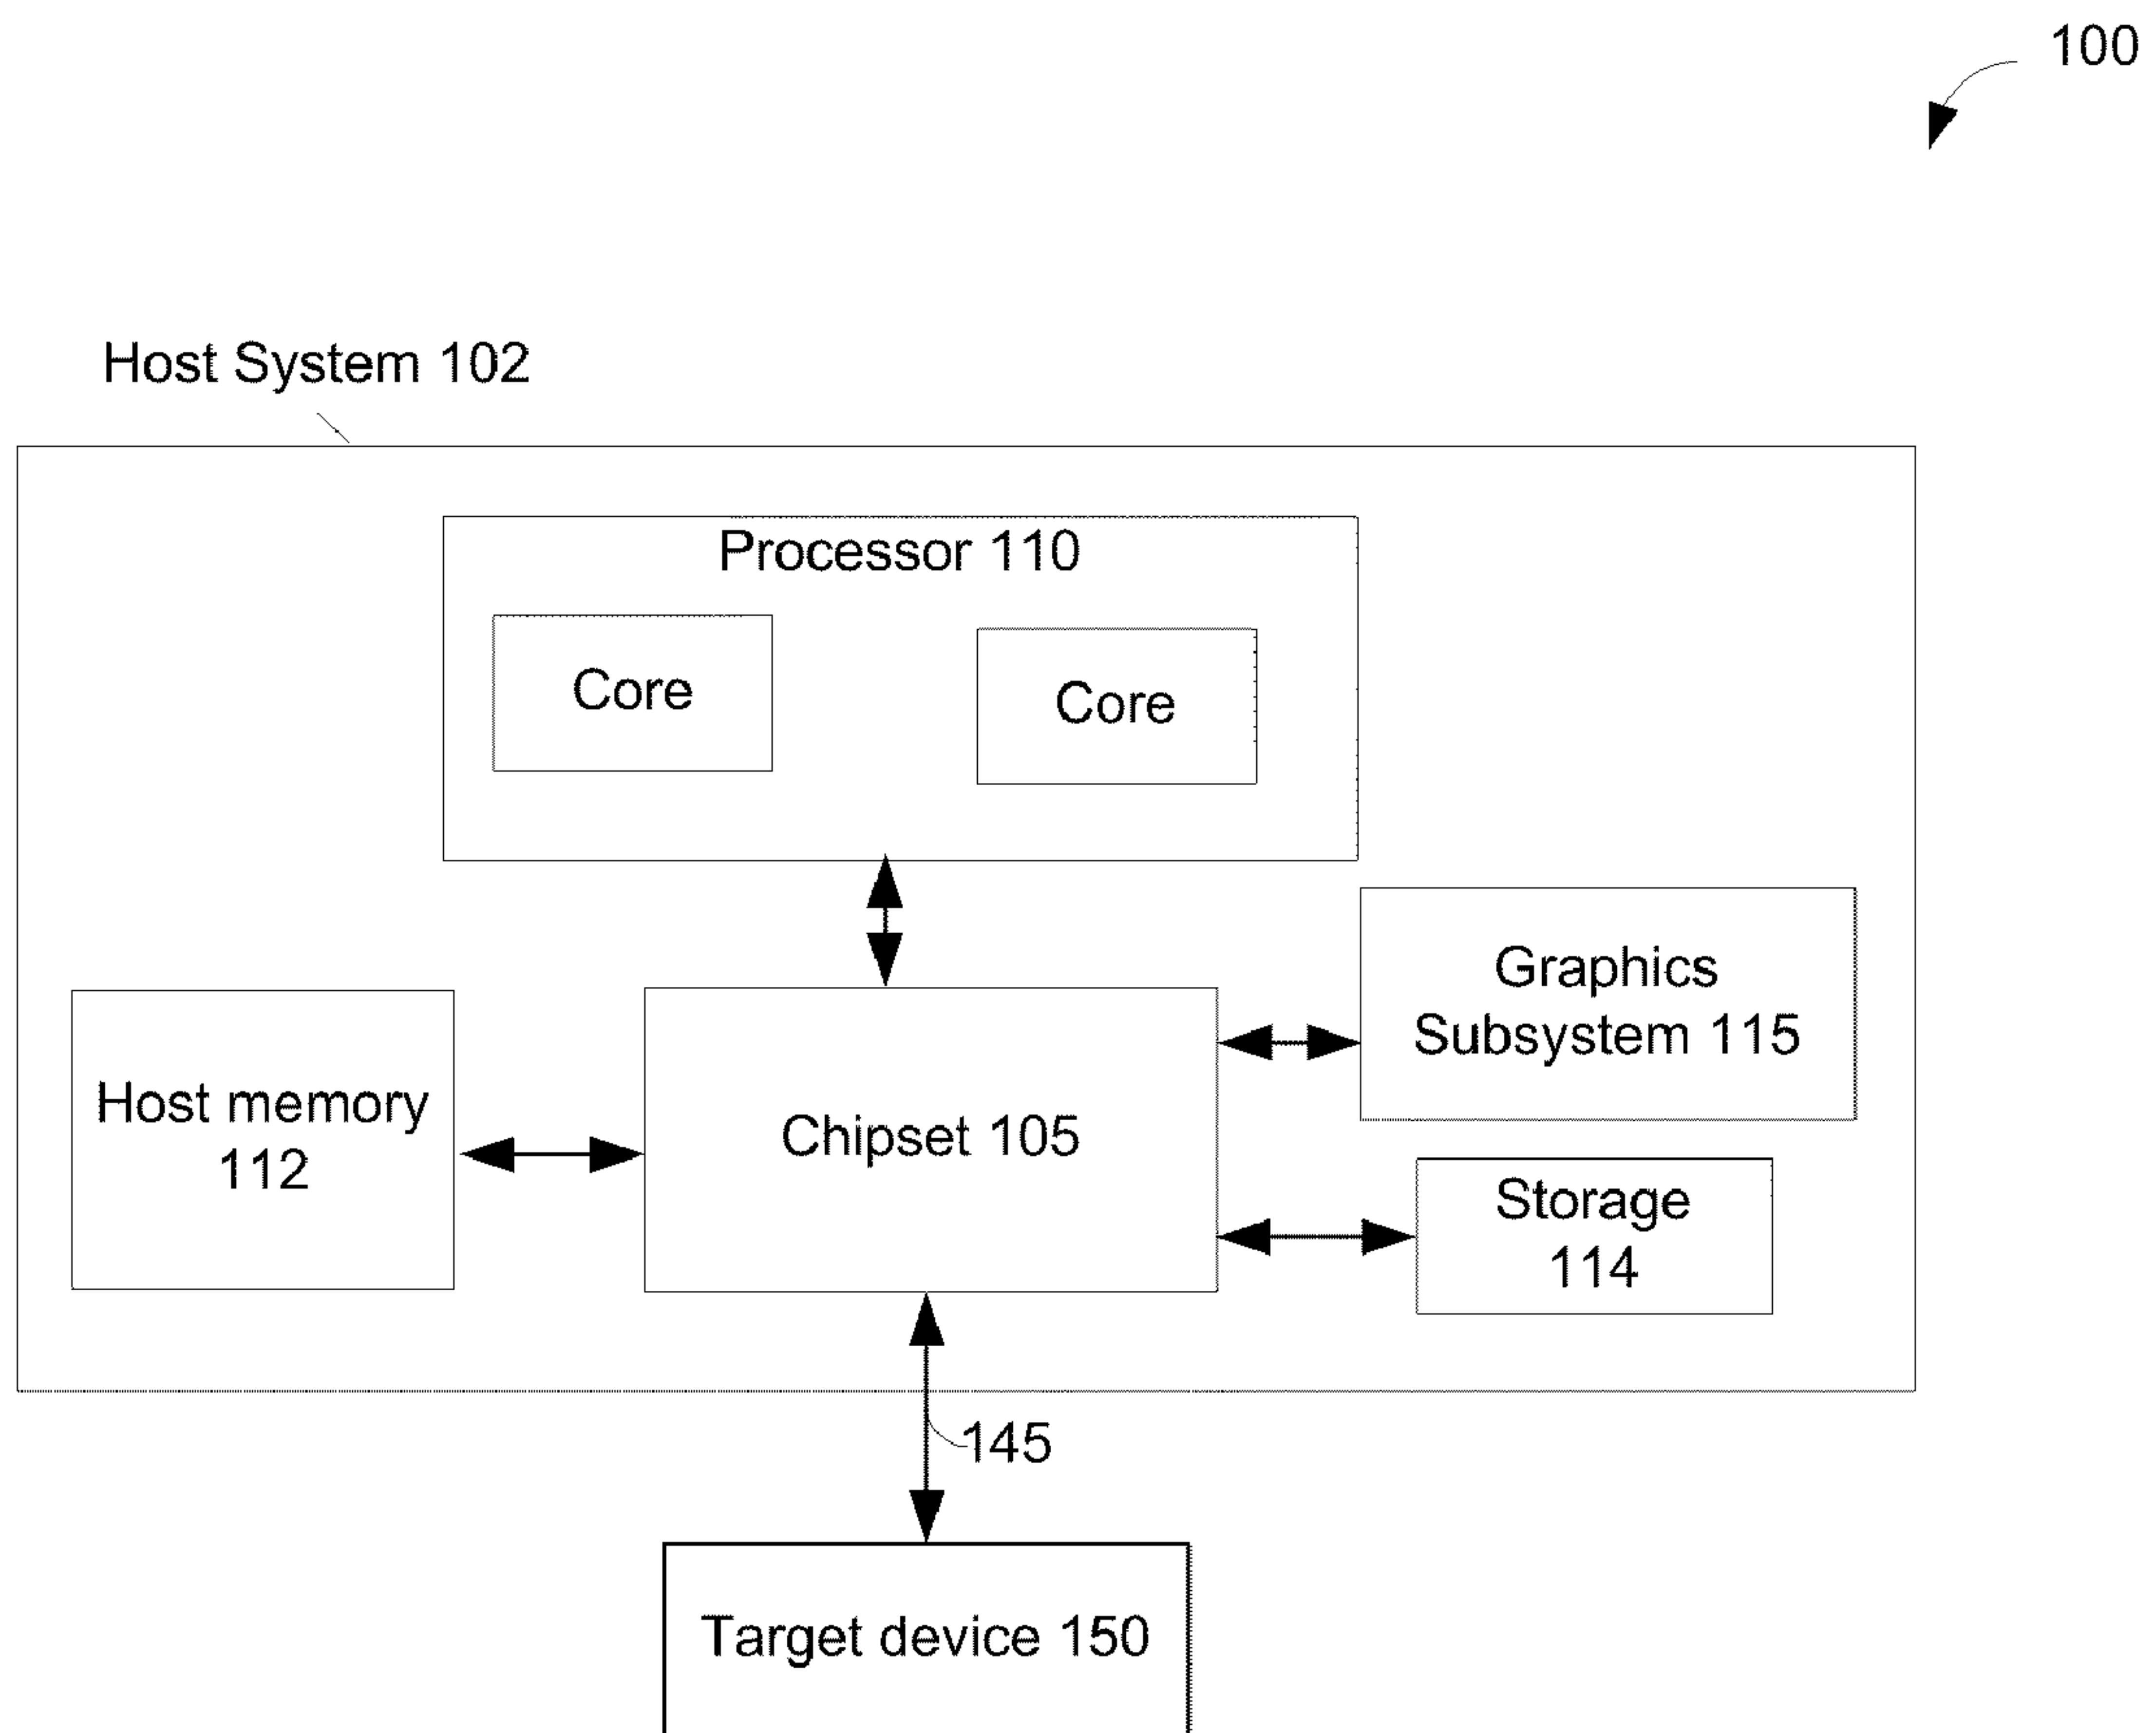 100
Host System 102
Processor 110
Core
Core
Graphics
Subsystem 115
Host memory
112
Chipset 105
Storage
114
145
Target device 150